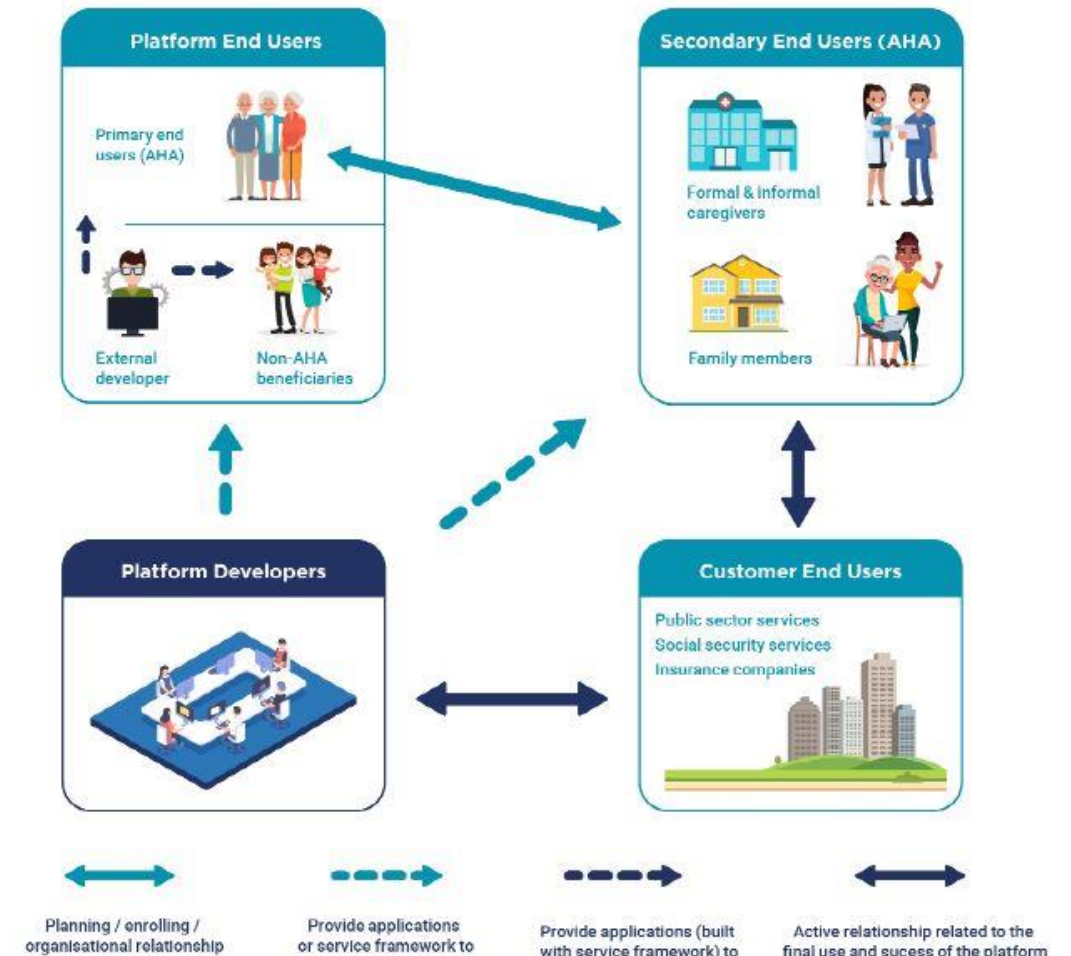 Platform End Users
Primary end
users (AHA)
External
developer
Non-AHA
beneficiaries
Secondary End Users (AHA)
Formal & informal
caregivers
Family members
Platform Developers
Customer End Users
Public sector services
Social security services
Insurance companies
Planning / enrolling /
organisational relationship
Provide applications
or service framework to
Provide applications (built
with service framework) to
Active relationship related to the
final use and sucess of the platform